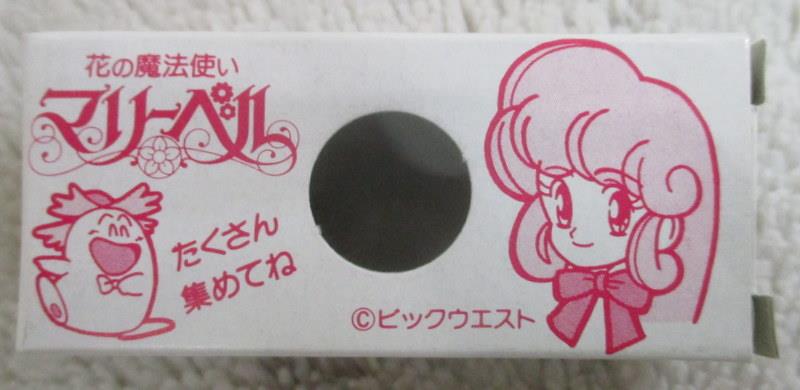 花の魔法使い
マリーベル
たくさん
集めてね
©ビックウエスト